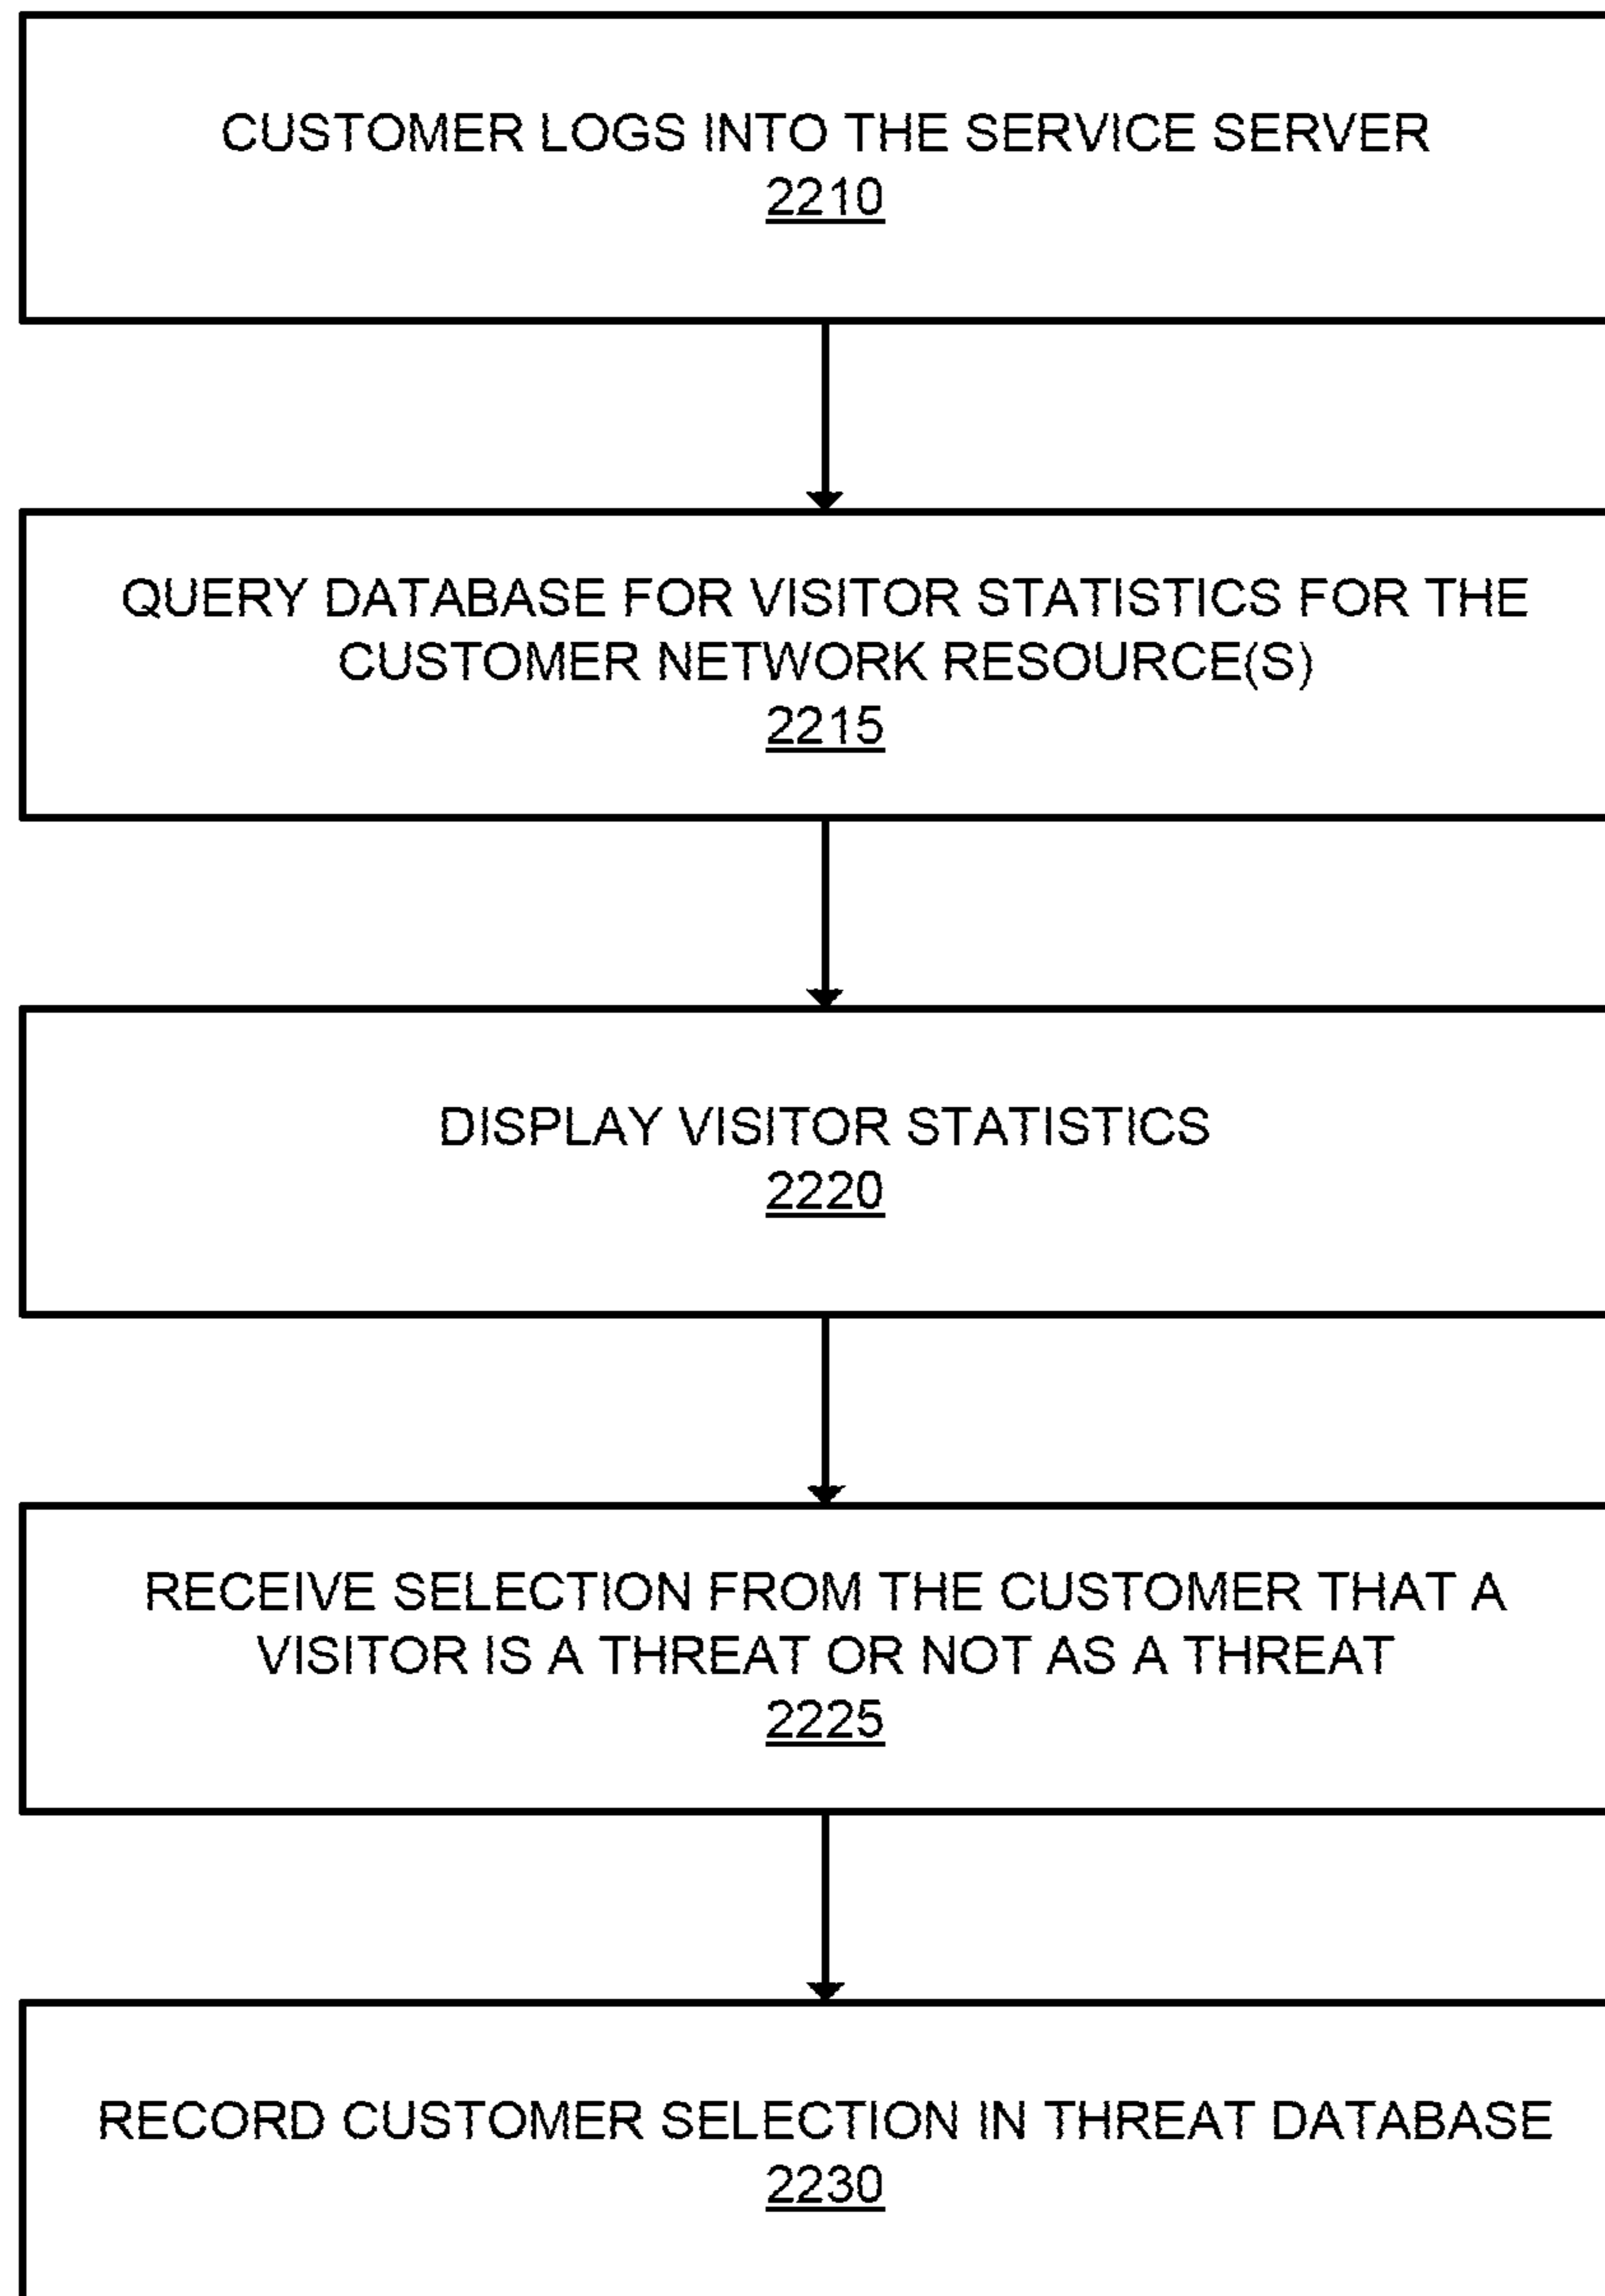 CUSTOMER LOGS INTO THE SERVICE SERVER
2210
QUERY DATABASE FOR VISITOR STATISTICS FOR THE
CUSTOMER NETWORK RESOURCE(S)
2215
DISPLAY VISITOR STATISTICS
2220
RECEIVE SELECTION FROM THE CUSTOMER THAT A
VISITOR IS A THREAT OR NOT AS A THREAT
2225
RECORD CUSTOMER SELECTION IN THREAT DATABASE
2230